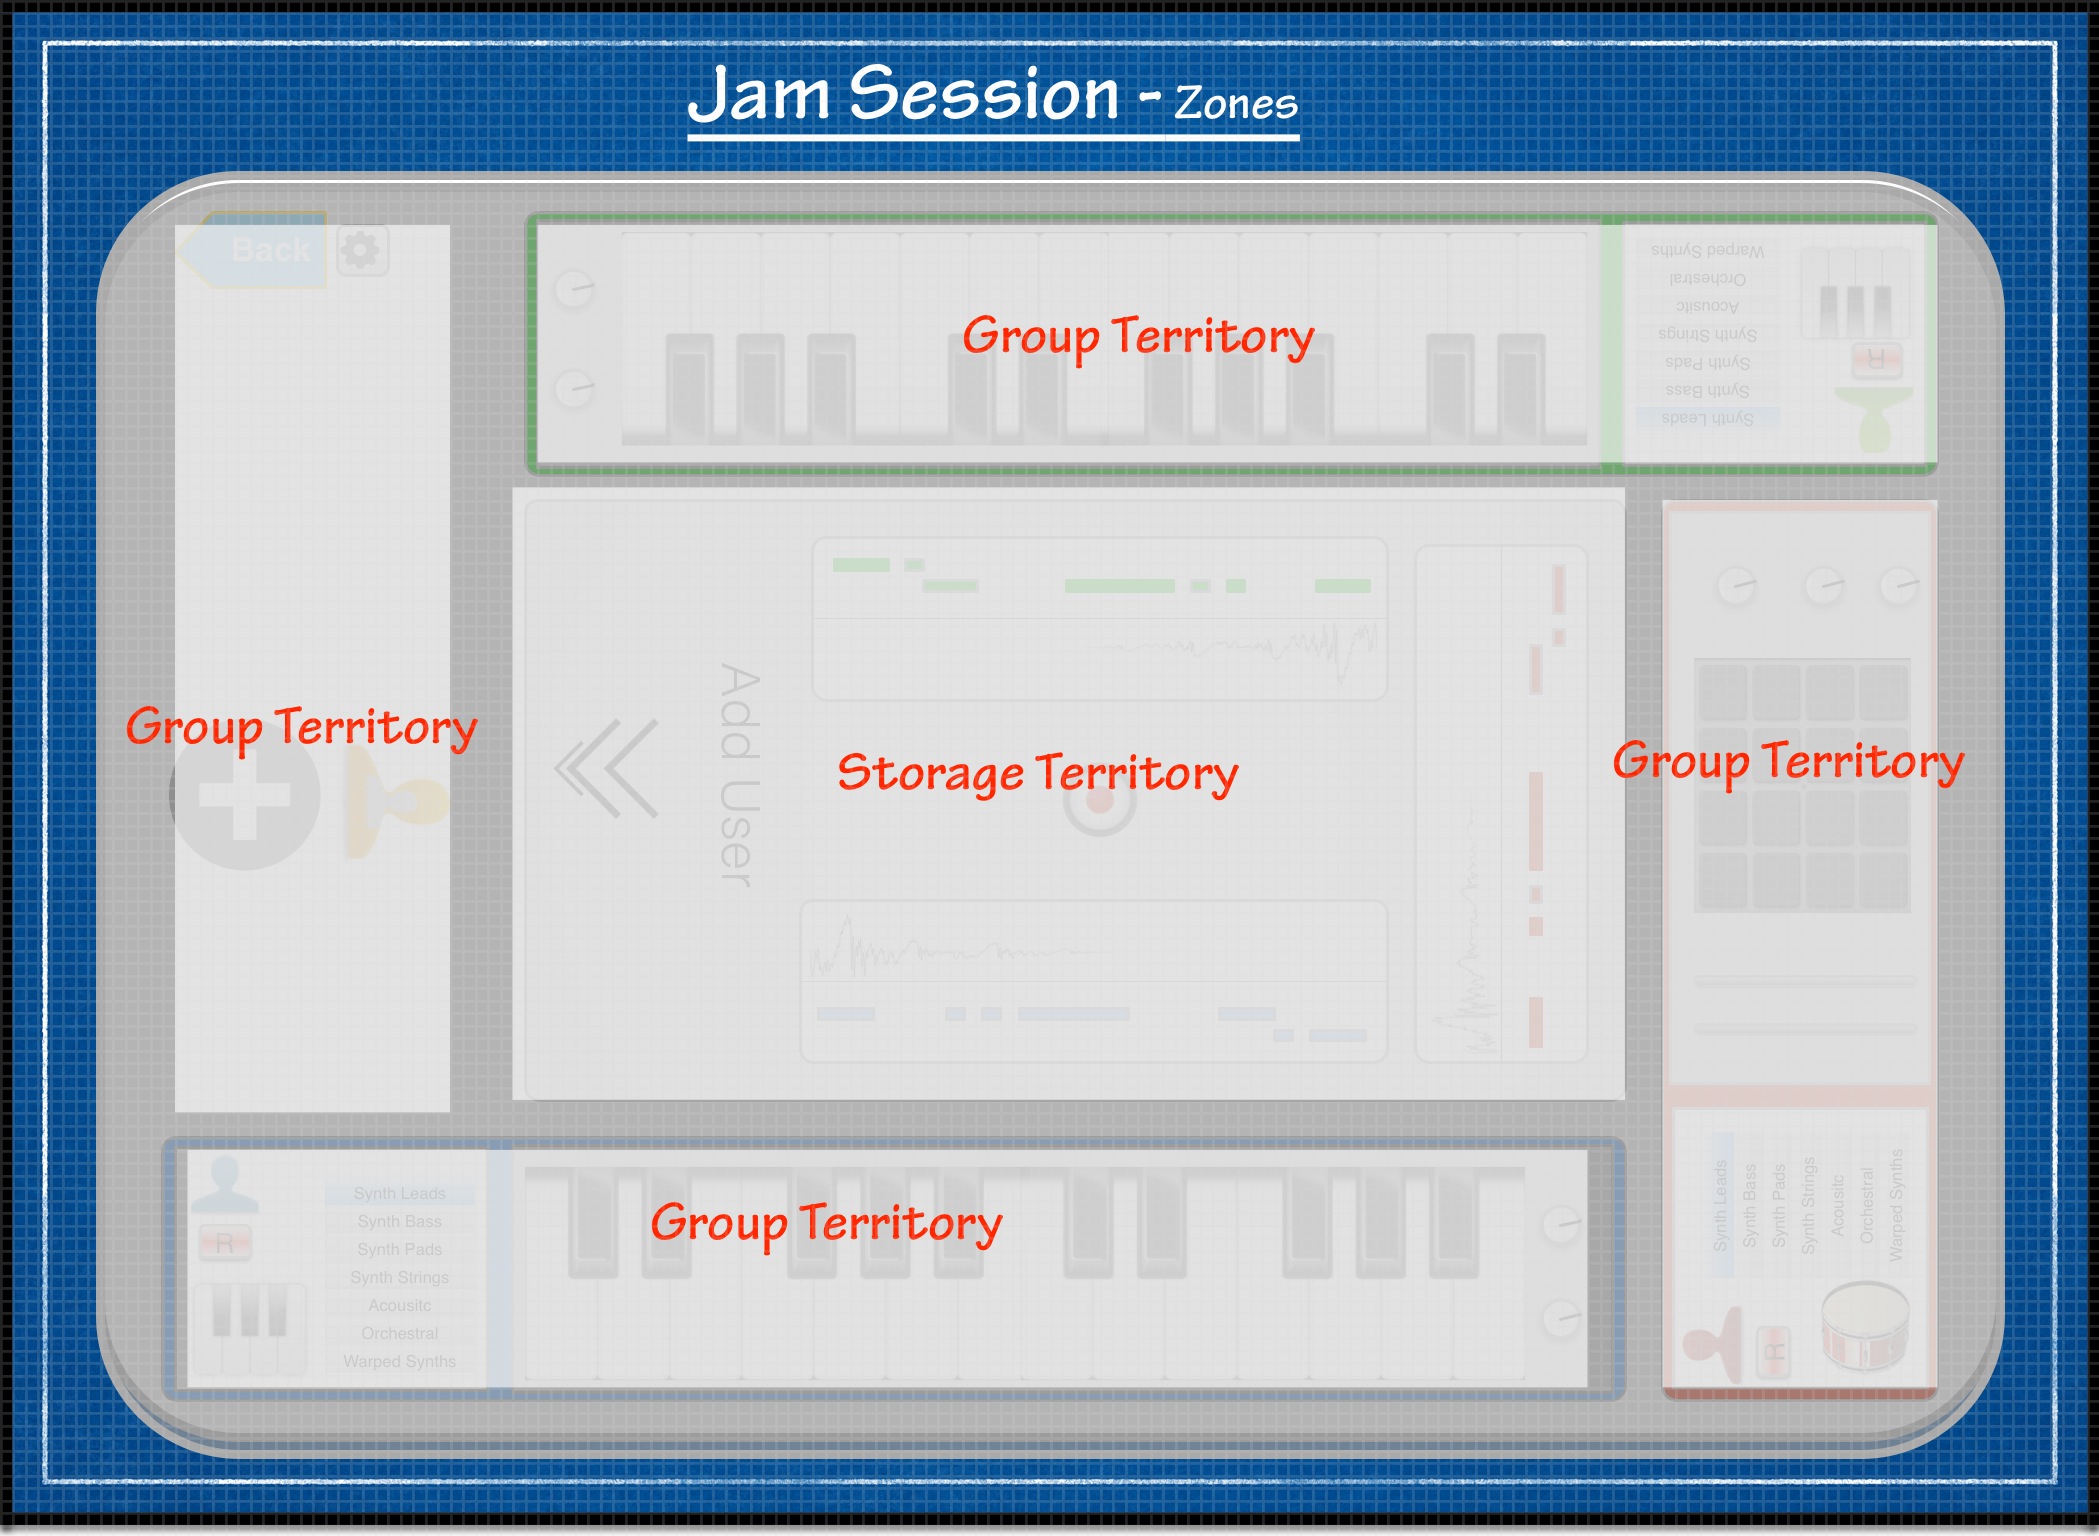 Jam Session - Zones
Back
Group Territory
Warped Synths
Orchestral
Acousitc
Synth Strings
Synth Pads
Synth Bass
Synth Leads
R
Group Territory
Add User
Storage Territory
Group Territory
Group Territory
R
Synth Leads
Synth Bass
Synth Pads
Synth Strings
Acousitc
Orchestral
Warped Synths
Synth Leads
Synth Bass
Synth Pads
Synth Strings
Acousitc
Orchestral
Warped Synths
R